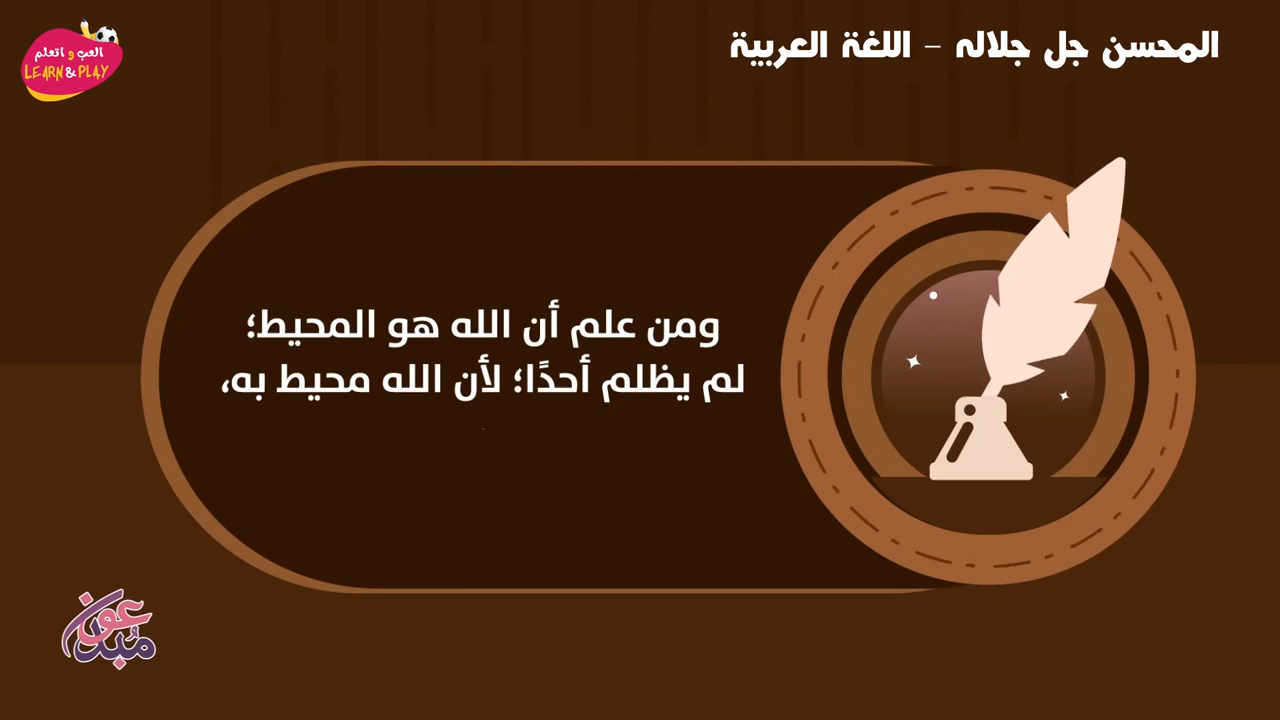 المحسن جل جلاله - اللغة العربية
العب و اتعلم
LEARN & PLAY
ومن علم أن الله هو المحيط؛
لم يظلم أحدًا؛ لأن الله محيط به،
مبدعون